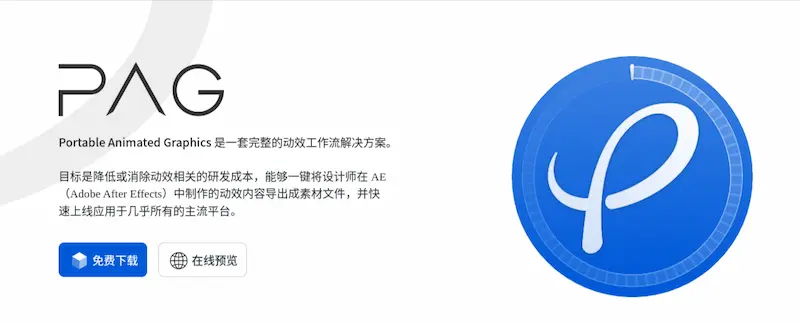 PAG
Portable Animated Graphics 是一套完整的动效工作流解决方案。
目标是降低或消除动效相关的研发成本，能够一键将设计师在 AE
（Adobe After Effects）中制作的动效内容导出成素材文件，并快
速上线应用于几乎所有的主流平台。
免费下载
在线预览